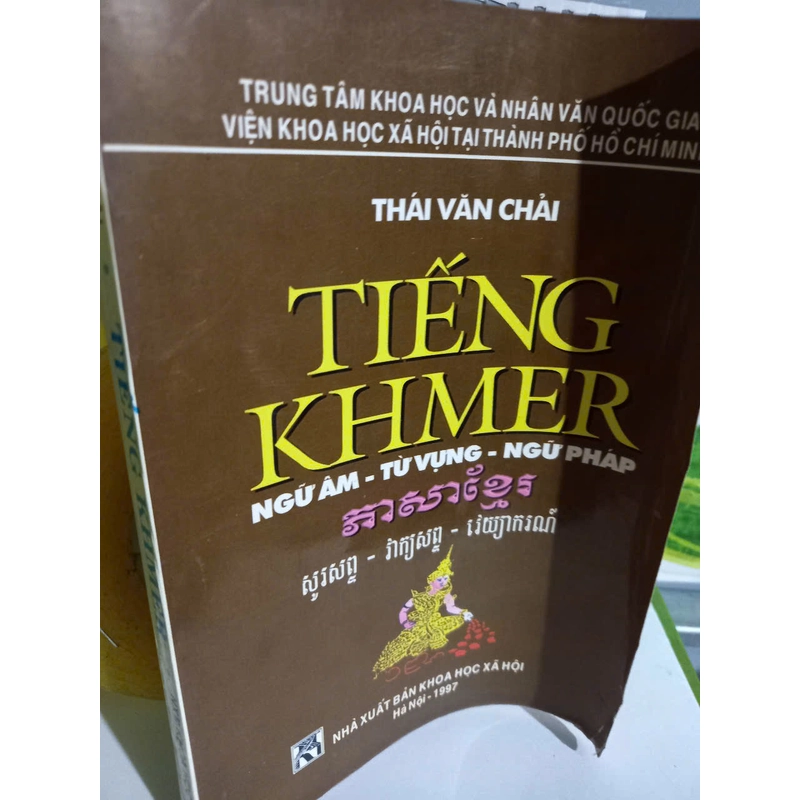 TRUNG TÂM KHOA HỌC VÀ NHÂN VĂN QUỐC GIA
VIỆN KHOA HỌC XÃ HỘI TẠI THÀNH PHỐ HỒ CHÍ MINH
THÁI VĂN CHẢI
TIẾNG
KHMER
NGỮ ÂM - TỪ VỰNG - NGỮ PHÁP
ភាសាខ្មែរ
សូរសព្ទ - វាក្យសព្ទ - វេយ្យាករណ៍
NHÀ XUẤT BẢN KHOA HỌC XÃ HỘI
Hà Nội - 1997
TIẾNG KHMER